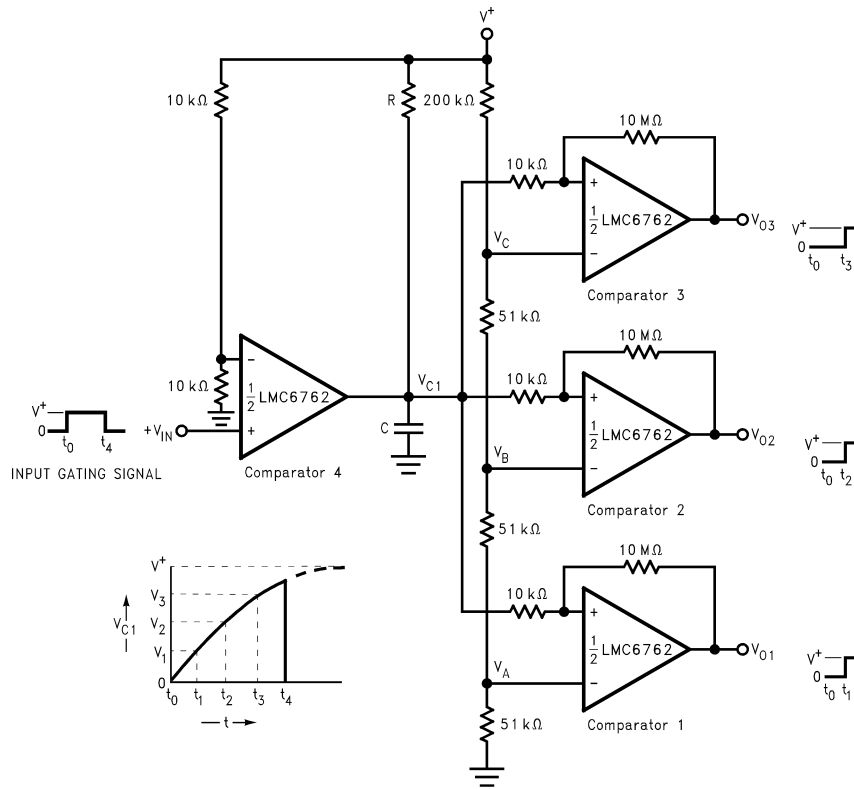 V+
10 kΩ
R
200 kΩ
10 MΩ
10 kΩ
+
1/2 LMC6762
−
VO3
V+
0
t0
t3
VC
Comparator 3
51 kΩ
10 MΩ
10 kΩ
+
1/2 LMC6762
−
VO2
V+
0
t0
t2
VB
Comparator 2
VC1
C
10 kΩ
−
1/2 LMC6762
+
+VIN
Comparator 4
V+
0
t0
t4
INPUT GATING SIGNAL
51 kΩ
10 MΩ
10 kΩ
+
1/2 LMC6762
−
VO1
V+
0
t0
t1
VA
Comparator 1
51 kΩ
V+
V3
V2
V1
0
VC1
t0
t1
t2
t3
t4
t